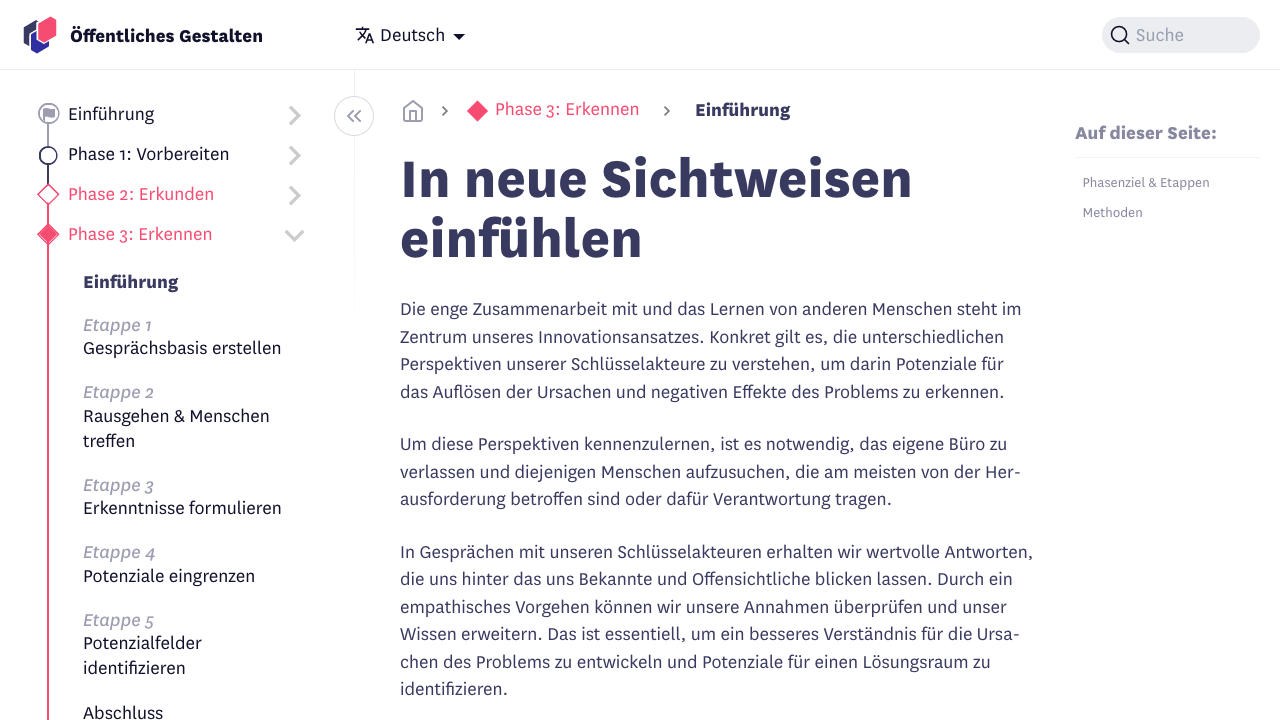 Öffentliches Gestalten
Deutsch
Suche
Einführung
Phase 1: Vorbereiten
Phase 2: Erkunden
Phase 3: Erkennen
Einführung
Etappe 1
Gesprächsbasis erstellen
Etappe 2
Rausgehen & Menschen
treffen
Etappe 3
Erkenntnisse formulieren
Etappe 4
Potenziale eingrenzen
Etappe 5
Potenzialfelder
identifizieren
Abschluss
Phase 3: Erkennen
Einführung
In neue Sichtweisen
einfühlen
Die enge Zusammenarbeit mit und das Lernen von anderen Menschen steht im
Zentrum unseres Innovationsansatzes. Konkret gilt es, die unterschiedlichen
Perspektiven unserer Schlüsselakteure zu verstehen, um darin Potenziale für
das Auflösen der Ursachen und negativen Effekte des Problems zu erkennen.
Um diese Perspektiven kennenzulernen, ist es notwendig, das eigene Büro zu
verlassen und diejenigen Menschen aufzusuchen, die am meisten von der Her-
ausforderung betroffen sind oder dafür Verantwortung tragen.
In Gesprächen mit unseren Schlüsselakteuren erhalten wir wertvolle Antworten,
die uns hinter das uns Bekannte und Offensichtliche blicken lassen. Durch ein
empathisches Vorgehen können wir unsere Annahmen überprüfen und unser
Wissen erweitern. Das ist essentiell, um ein besseres Verständnis für die Ursa-
chen des Problems zu entwickeln und Potenziale für einen Lösungsraum zu
identifizieren.
Auf dieser Seite:
Phasenziel & Etappen
Methoden